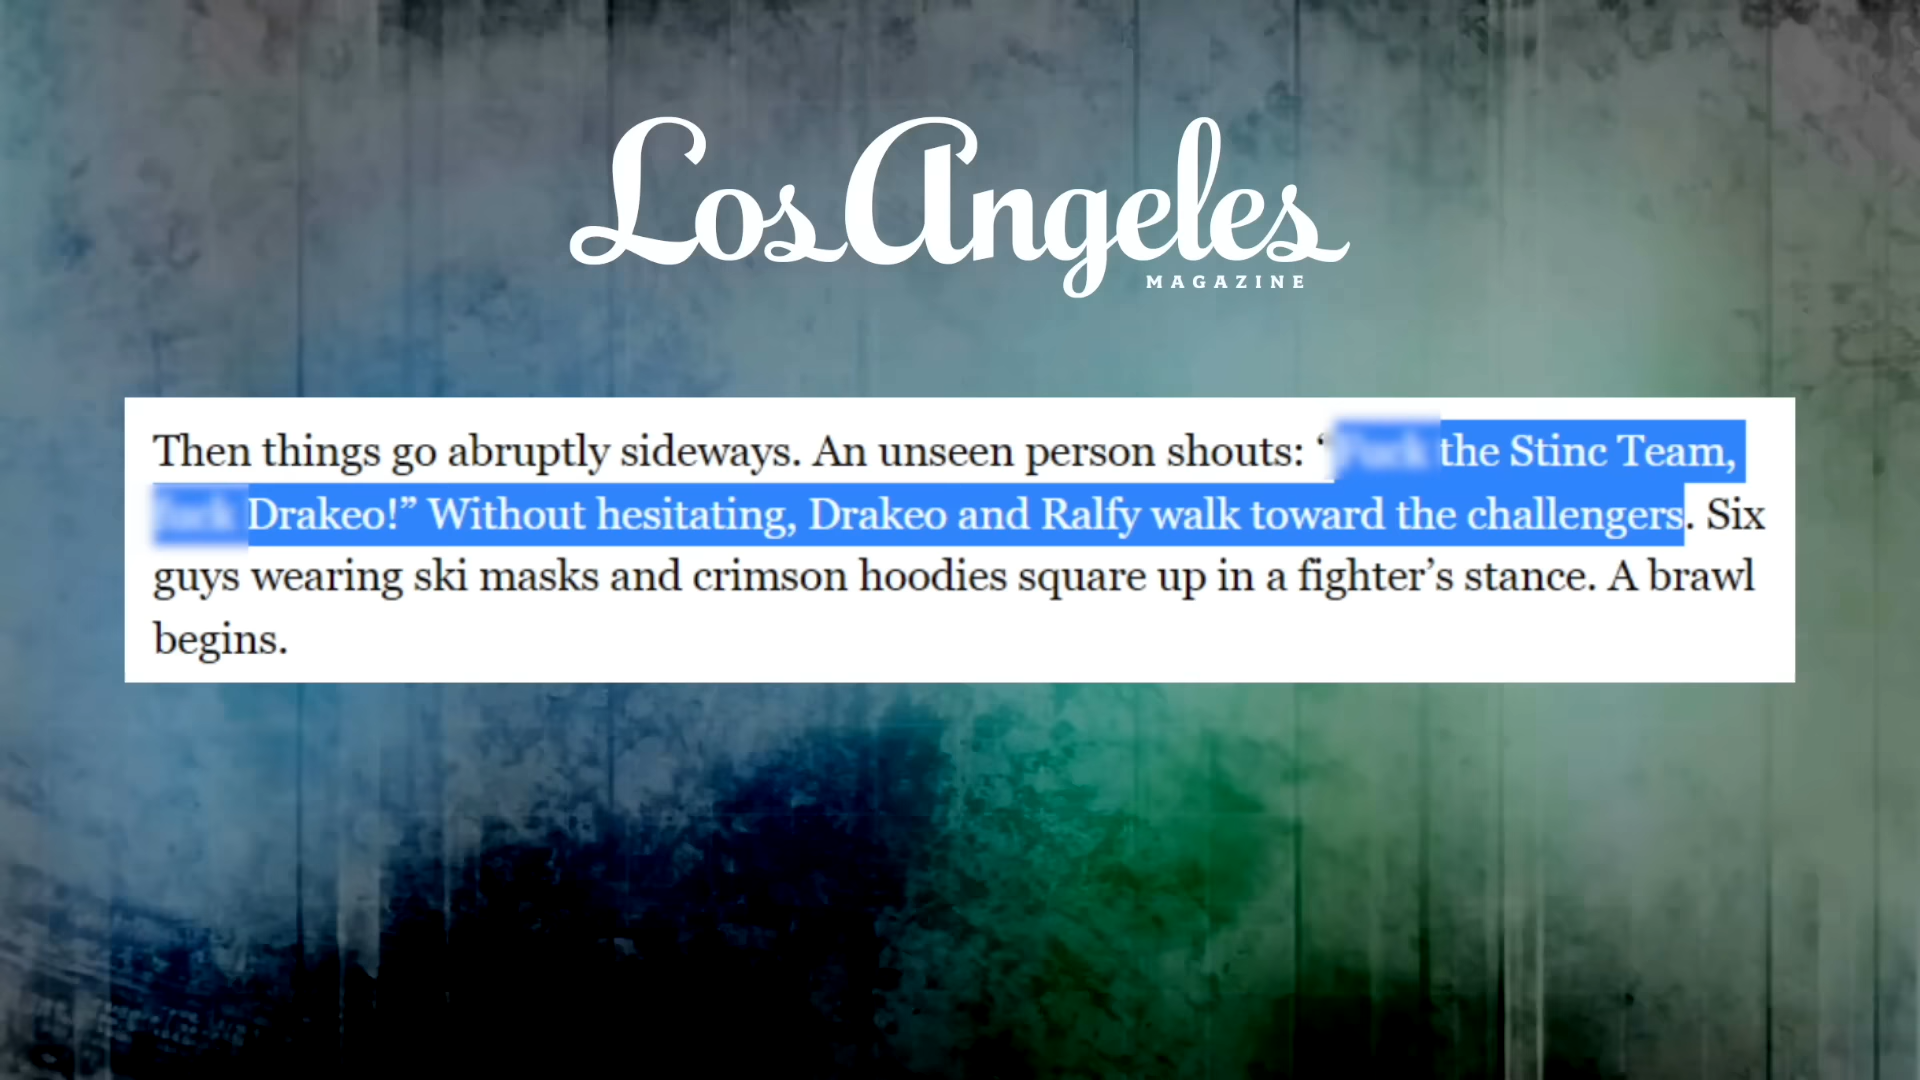 Los Angeles
MAGAZINE
Then things go abruptly sideways. An unseen person shouts: “ the Stinc Team,
Drakeo!” Without hesitating, Drakeo and Ralfy walk toward the challengers. Six
guys wearing ski masks and crimson hoodies square up in a fighter’s stance. A brawl
begins.